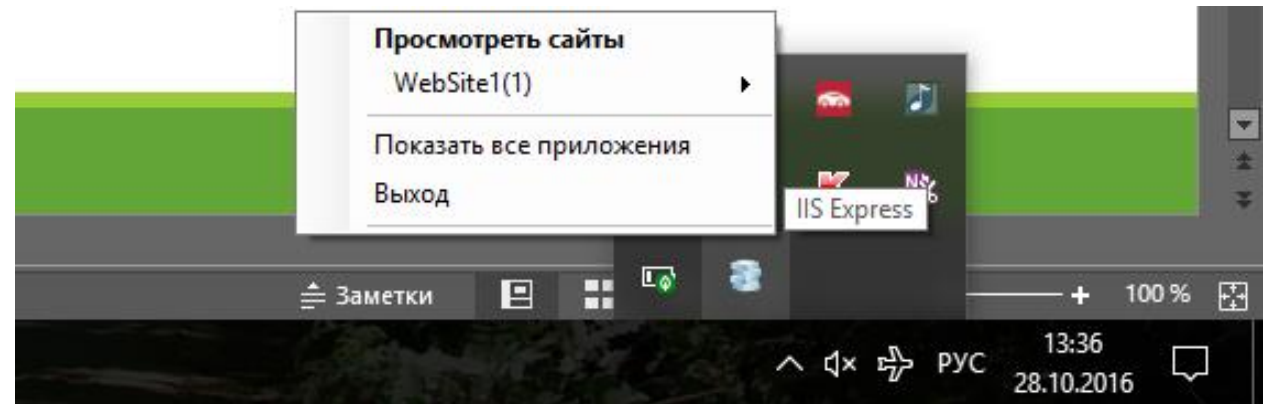 Просмотреть сайты
WebSite1(1)
Показать все приложения
Выход
IIS Express
Заметки
100 %
РУС
13:36
28.10.2016